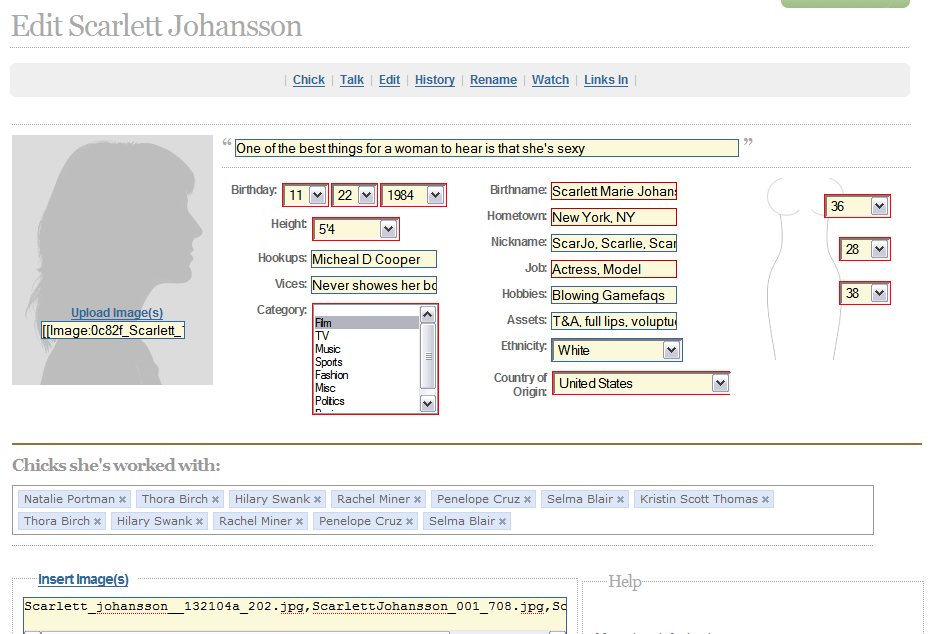 Edit Scarlett Johansson
| Chick | Talk | Edit | History | Rename | Watch | Links In |
“ One of the best things for a woman to hear is that she's sexy ”
Birthday: 11 22 1984
Height: 5'4
Hookups: Micheal D Cooper
Vices: Never showes her bo
Category:
Film
TV
Music
Sports
Fashion
Misc
Politics
Birthname: Scarlett Marie Johans
Hometown: New York, NY
Nickname: ScarJo, Scarlie, Scar
Job: Actress, Model
Hobbies: Blowing Gamefaqs
Assets: T&A, full lips, voluptu
Ethnicity: White
Country of
Origin: United States
36
28
38
Upload Image(s)
[[Image:0c82f_Scarlett_
Chicks she's worked with:
Natalie Portman × Thora Birch × Hilary Swank × Rachel Miner × Penelope Cruz × Selma Blair × Kristin Scott Thomas ×
Thora Birch × Hilary Swank × Rachel Miner × Penelope Cruz × Selma Blair ×
Insert Image(s)
Scarlett_johansson__132104a_202.jpg,ScarlettJohansson_001_708.jpg,Sc
Help